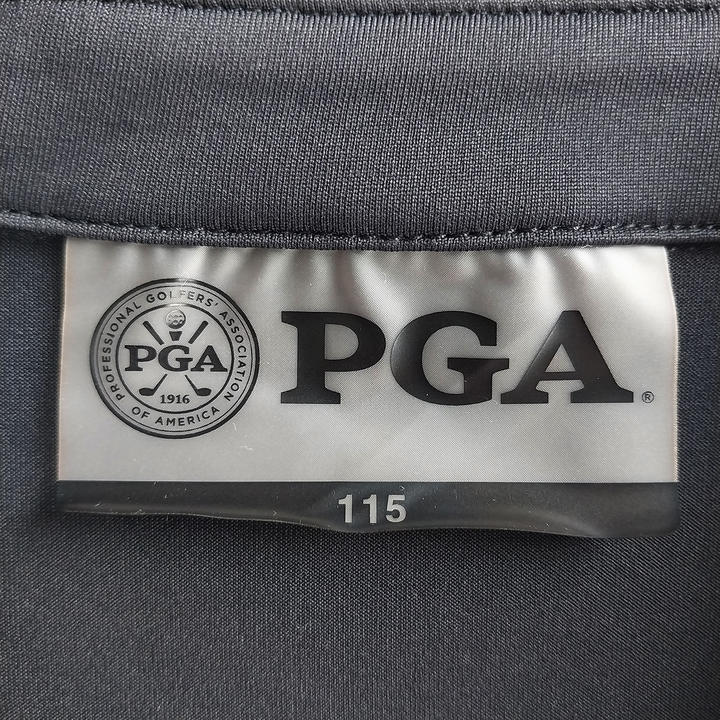 PROFESSIONAL GOLFERS' ASSOCIATION
PGA
1916
OF AMERICA
PGA®
115